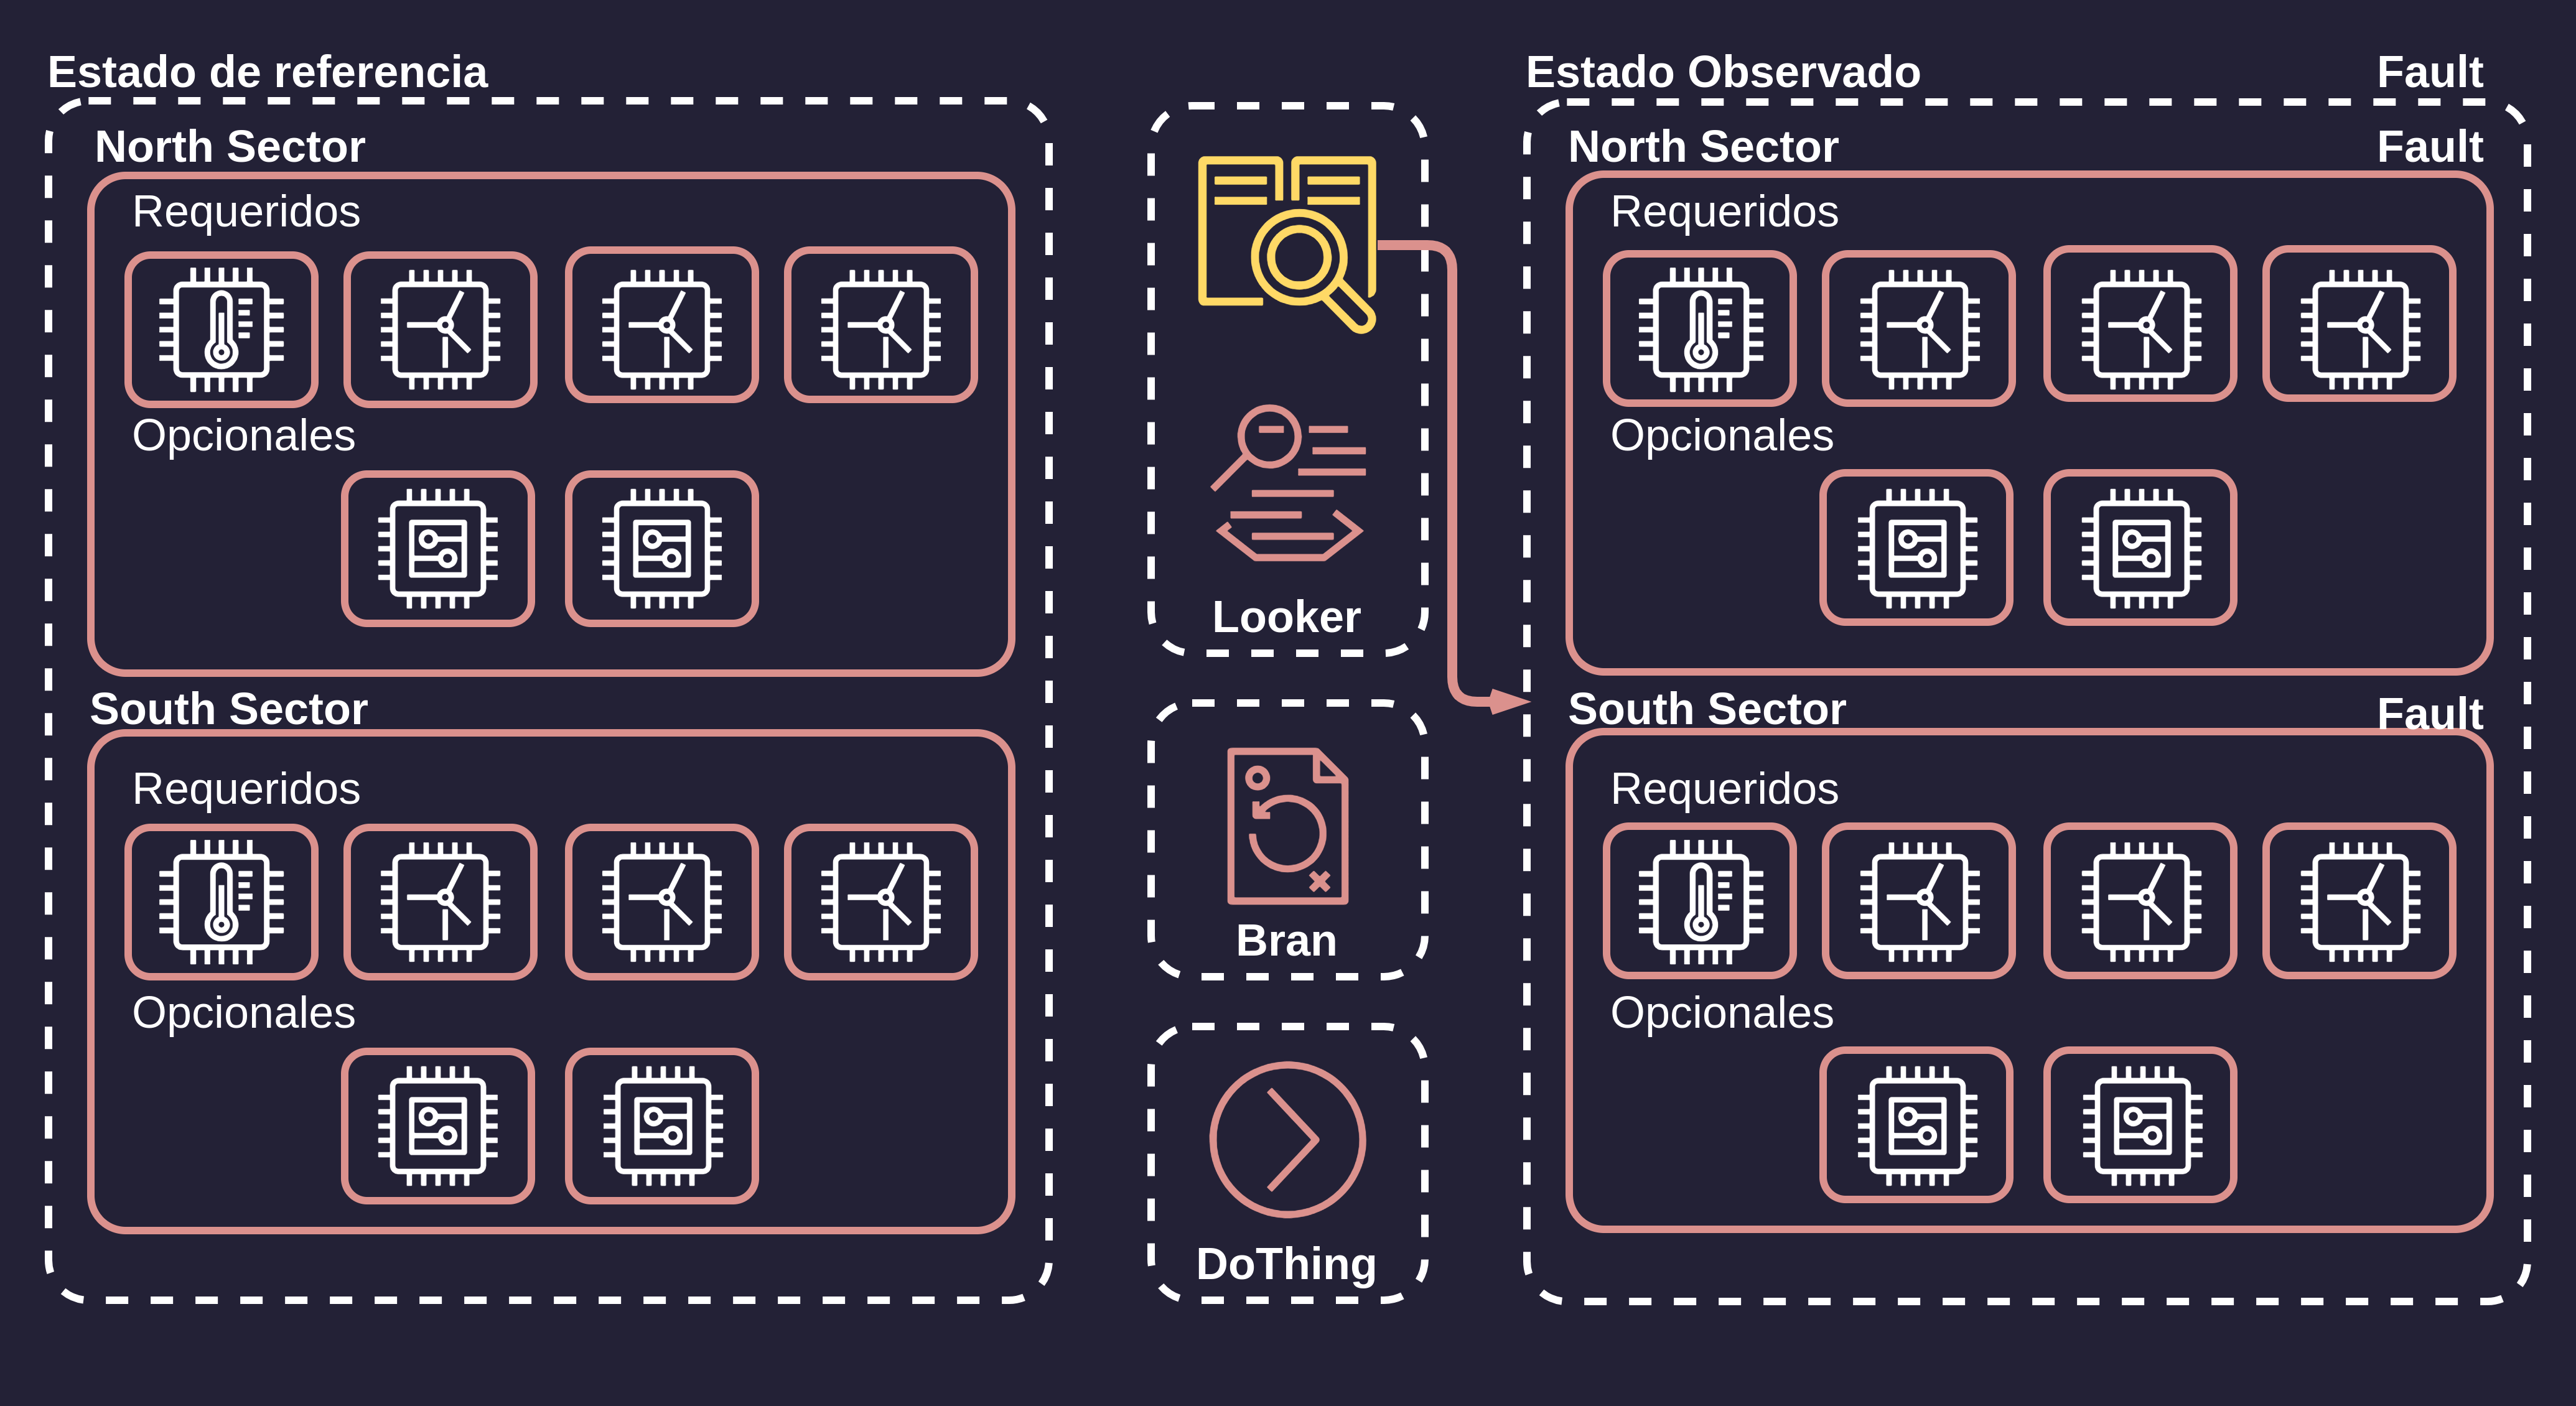 Estado de referencia
North Sector
Requeridos
Opcionales
South Sector
Requeridos
Opcionales
Looker
Bran
DoThing
Estado Observado
Fault
North Sector
Fault
Requeridos
Opcionales
South Sector
Fault
Requeridos
Opcionales